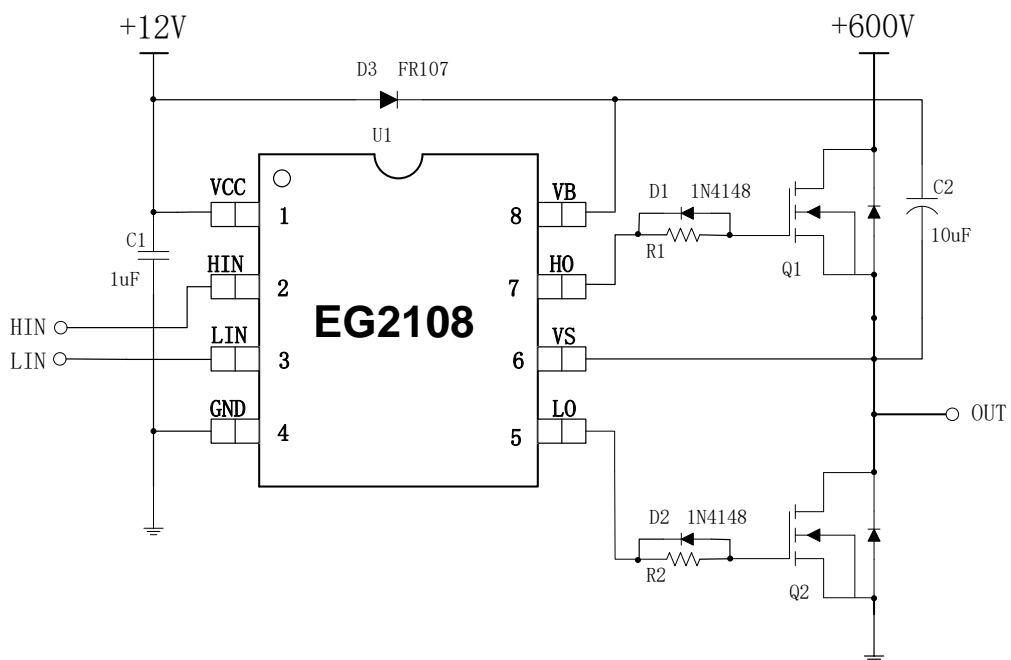 +12V
+600V
D3 FR107
U1
VCC
1
VB
8
D1 1N4148
R1
C2
10uF
C1
1uF
HIN
2
HO
7
Q1
EG2108
HIN
LIN
LIN
3
VS
6
GND
4
LO
5
OUT
D2 1N4148
R2
Q2